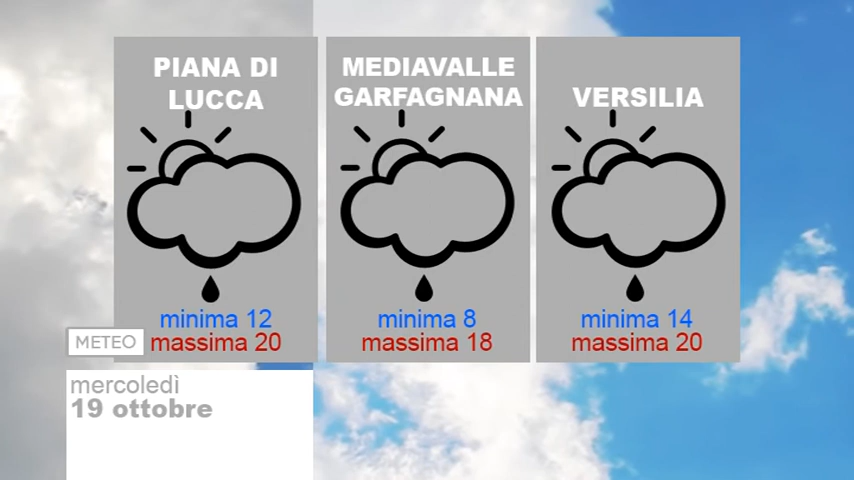 PIANA DI
LUCCA
minima 12
massima 20
MEDIAVALLE
GARFAGNANA
minima 8
massima 18
VERSILIA
minima 14
massima 20
METEO
mercoledì
19 ottobre